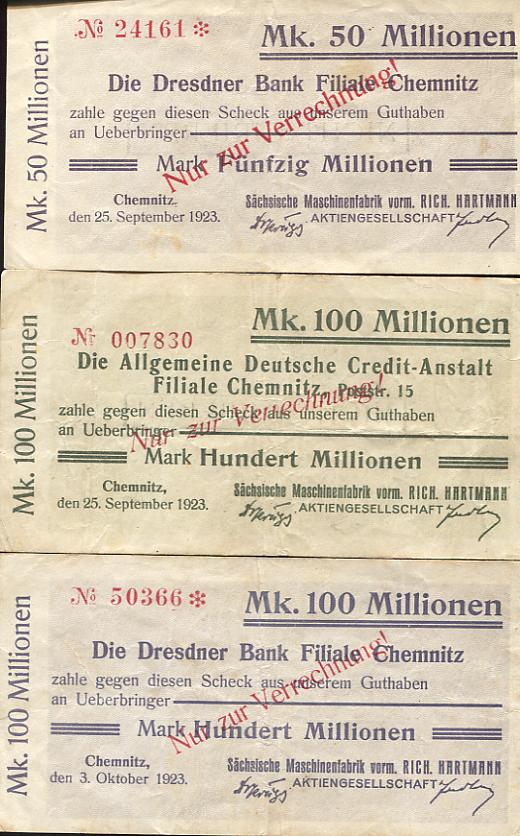 Mk. 50 Millionen
№ 24161 *
Mk. 50 Millionen
Die Dresdner Bank Filiale Chemnitz
zahle gegen diesen Scheck aus unserem Guthaben
an Ueberbringer
Mark Fünfzig Millionen
Nur zur Verrechnung!
Chemnitz,
den 25. September 1923.
Sächsische Maschinenfabrik vorm. RICH. HARTMANN
AKTIENGESELLSCHAFT
Mk. 100 Millionen
№ 007830
Mk. 100 Millionen
Die Allgemeine Deutsche Credit-Anstalt
Filiale Chemnitz, Poststr. 15
zahle gegen diesen Scheck aus unserem Guthaben
an Ueberbringer
Mark Hundert Millionen
Nur zur Verrechnung!
Chemnitz,
den 25. September 1923.
Sächsische Maschinenfabrik vorm. RICH. HARTMANN
AKTIENGESELLSCHAFT
Mk. 100 Millionen
№ 50366 *
Mk. 100 Millionen
Die Dresdner Bank Filiale Chemnitz
zahle gegen diesen Scheck aus unserem Guthaben
an Ueberbringer
Mark Hundert Millionen
Nur zur Verrechnung!
Chemnitz,
den 3. Oktober 1923.
Sächsische Maschinenfabrik vorm. RICH. HARTMANN
AKTIENGESELLSCHAFT